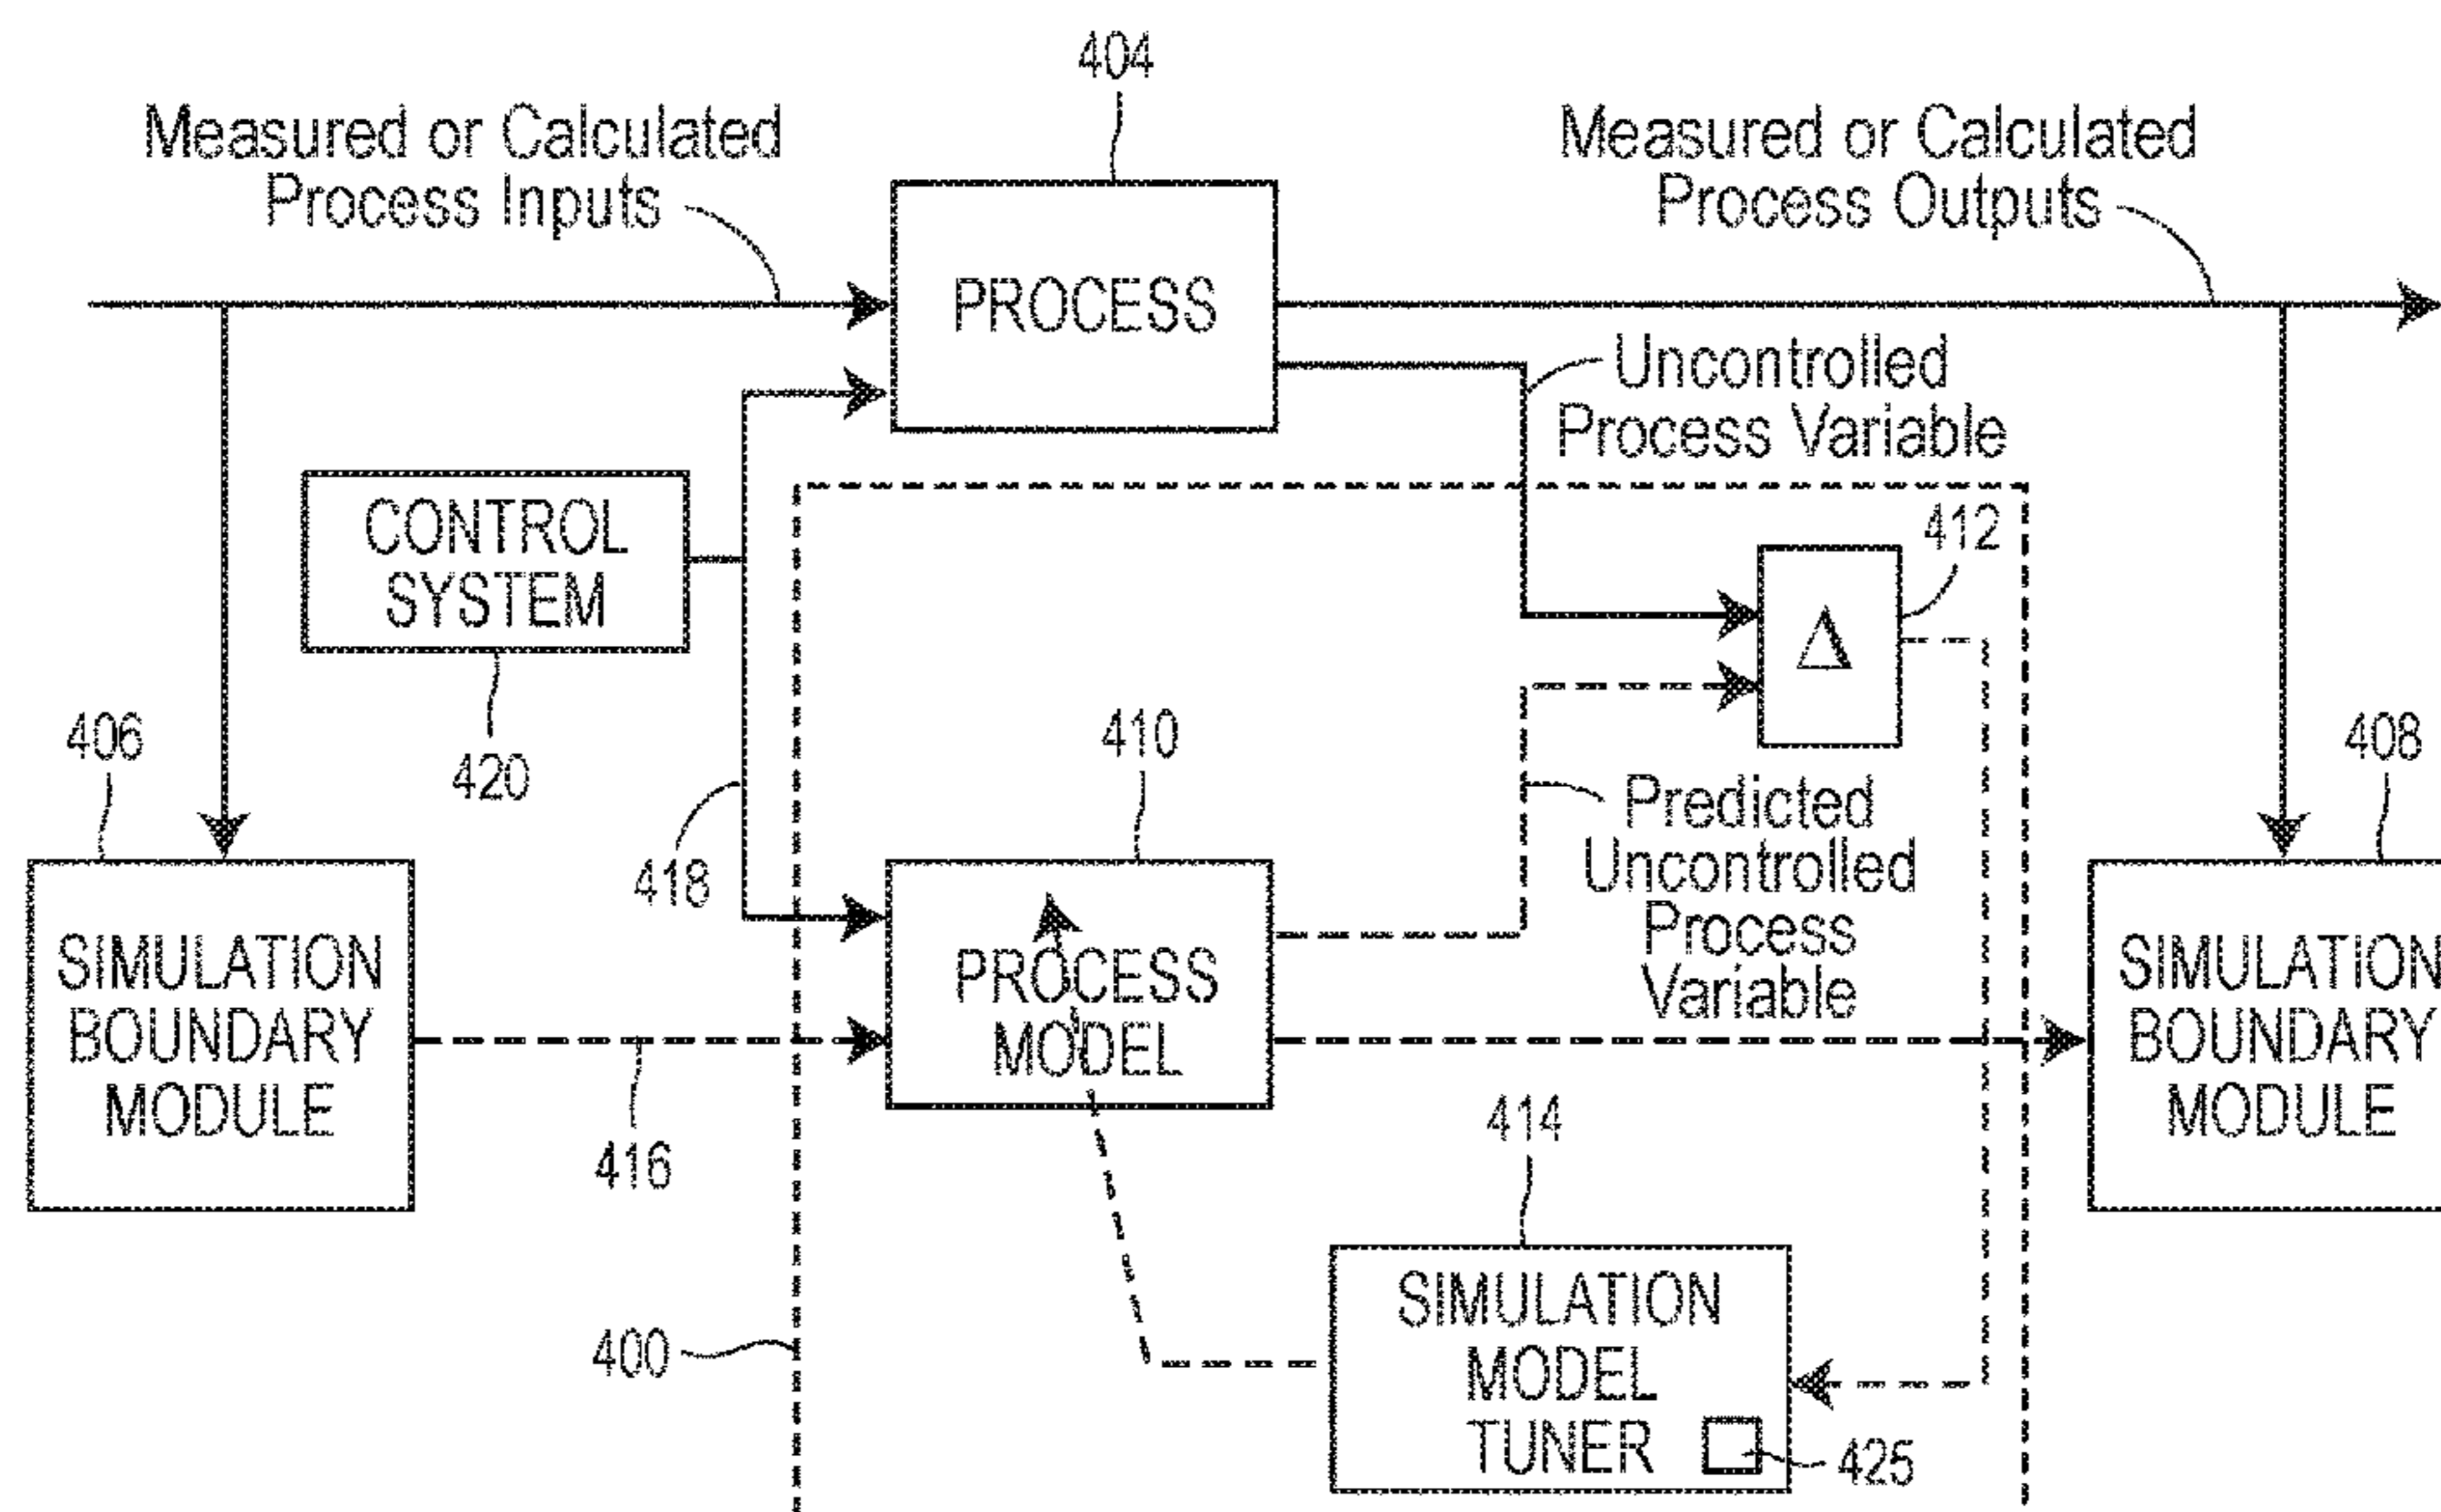 404
Measured or Calculated
Process Inputs
Measured or Calculated
Process Outputs
PROCESS
Uncontrolled
Process Variable
CONTROL
SYSTEM
412
Δ
420
406
410
408
418
Predicted
Uncontrolled
Process
Variable
SIMULATION
BOUNDARY
MODULE
PROCESS
MODEL
SIMULATION
BOUNDARY
MODULE
416
414
400
SIMULATION
MODEL
TUNER
425